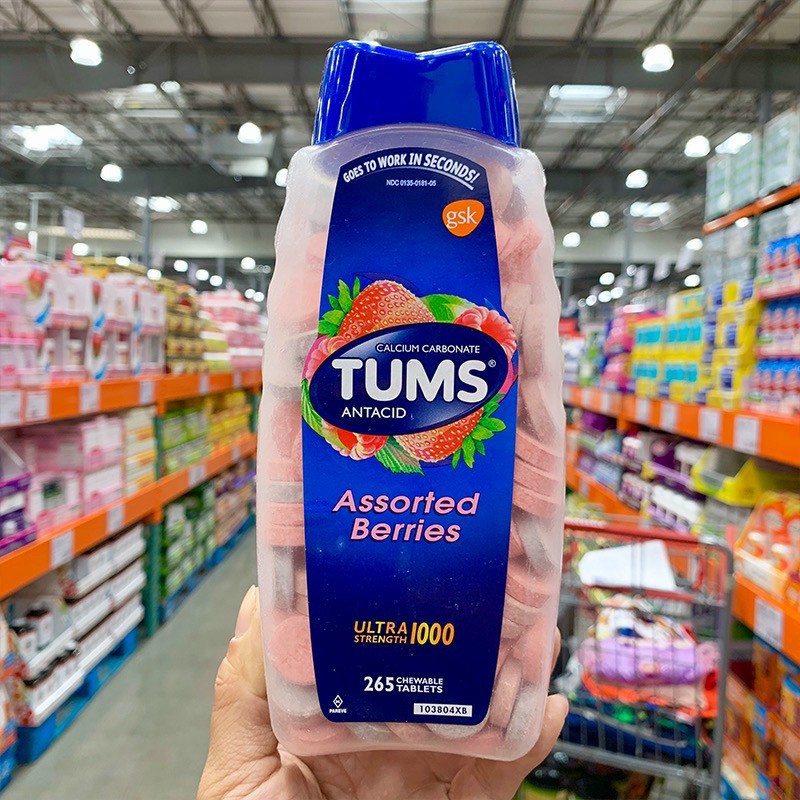 GOES TO WORK IN SECONDS!
NDC 0135-0181-05
gsk
CALCIUM CARBONATE
TUMS®
ANTACID
Assorted
Berries
ULTRA
STRENGTH 1000
265 CHEWABLE
TABLETS
PAREVE
103804XB